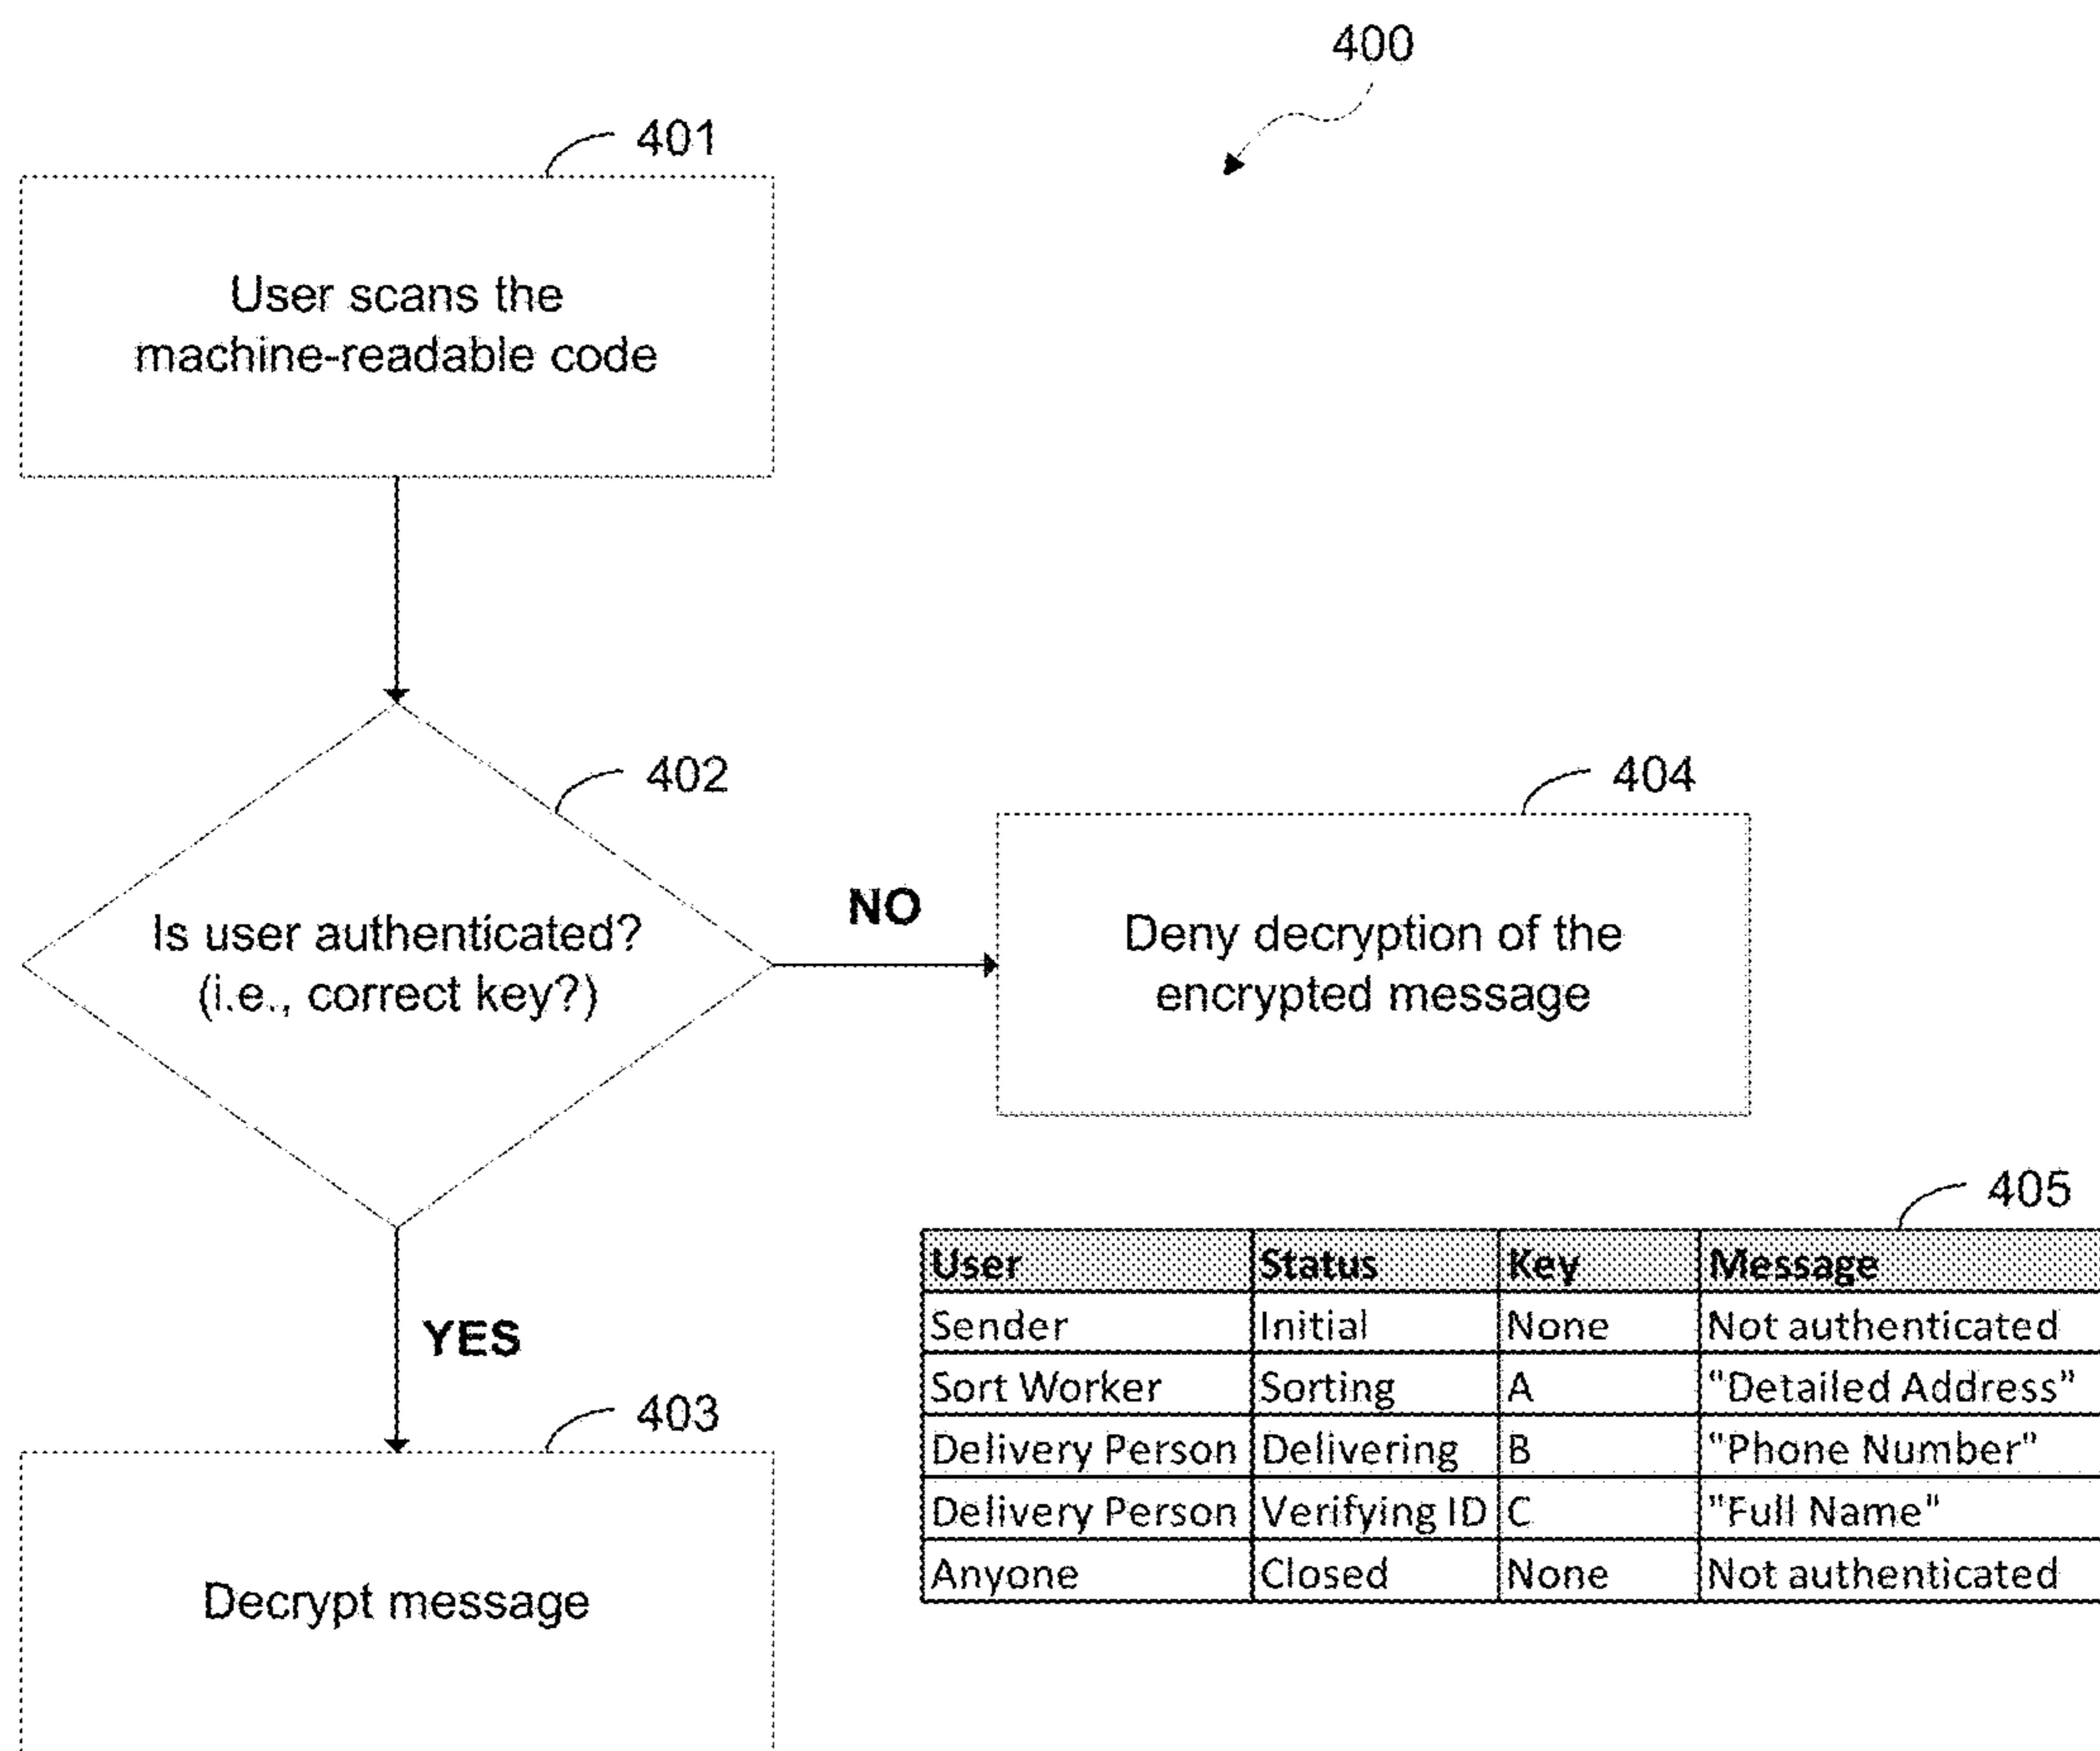 400
401
User scans the
machine-readable code
402
Is user authenticated?
(i.e., correct key?)
NO
404
Deny decryption of the
encrypted message
YES
403
Decrypt message
405
User Status Key Message
Sender Initial None Not authenticated
Sort Worker Sorting A "Detailed Address"
Delivery Person Delivering B "Phone Number"
Delivery Person Verifying ID C "Full Name"
Anyone Closed None Not authenticated